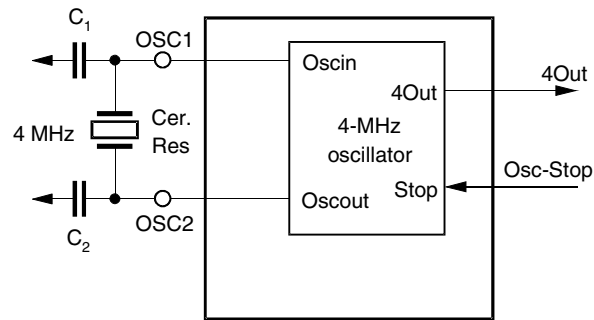 C1
OSC1
Oscin
4Out
4Out
4 MHz
Cer.
Res
4-MHz
oscillator
Osc-Stop
Stop
Oscout
OSC2
C2